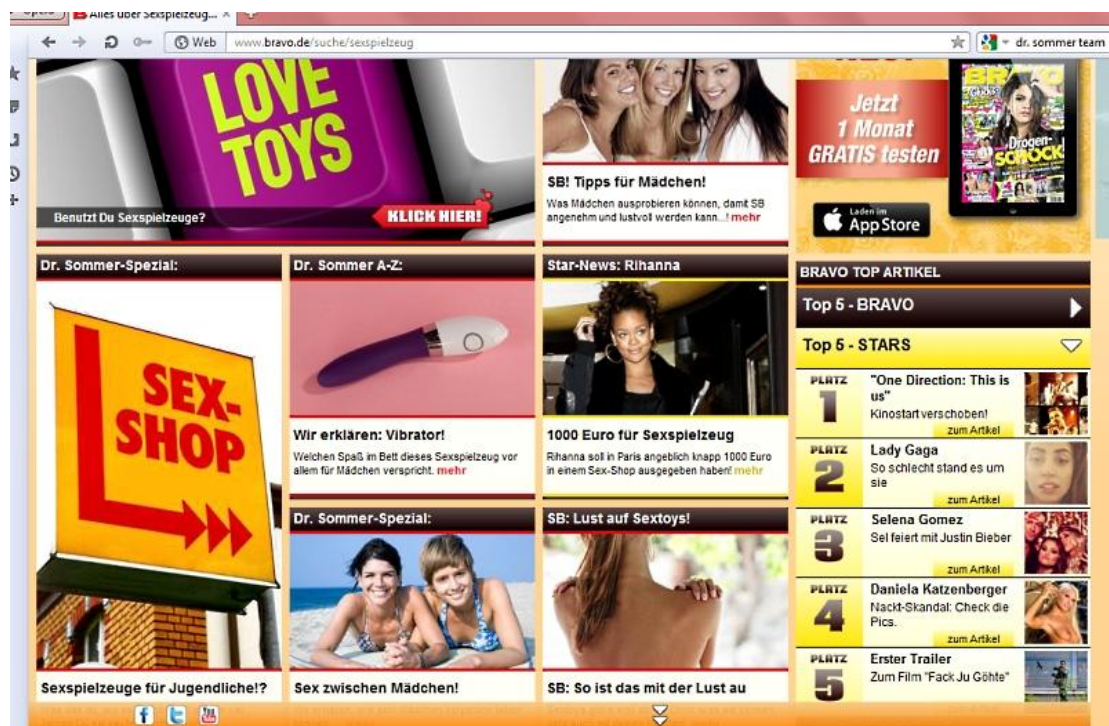 Alles über Sexspielzeug...
Web
www.bravo.de/suche/sexspielzeug
dr. sommer team
LOVE
TOYS
Benutzt Du Sexspielzeuge?
KLICK HIER!
SB! Tipps für Mädchen!
Was Mädchen ausprobieren können, damit SB
angenehm und lustvoll werden kann...! mehr
Jetzt
1 Monat
GRATIS testen
BRAVO
Drogen-
SCHOCK!
Laden im
App Store
Dr. Sommer-Spezial:
SEX-
SHOP
Sexspielzeuge für Jugendliche!?
Dr. Sommer A-Z:
Wir erklären: Vibrator!
Welchen Spaß im Bett dieses Sexspielzeug vor
allem für Mädchen verspricht. mehr
Star-News: Rihanna
1000 Euro für Sexspielzeug
Rihanna soll in Paris angeblich knapp 1000 Euro
in einem Sex-Shop ausgegeben haben! mehr
Dr. Sommer-Spezial:
Sex zwischen Mädchen!
SB: Lust auf Sextoys!
SB: So ist das mit der Lust au
BRAVO TOP ARTIKEL
Top 5 - BRAVO
Top 5 - STARS
PLATZ
1
"One Direction: This is
us"
Kinostart verschoben!
zum Artikel
PLATZ
2
Lady Gaga
So schlecht stand es um
sie
zum Artikel
PLATZ
3
Selena Gomez
Sel feiert mit Justin Bieber
zum Artikel
PLATZ
4
Daniela Katzenberger
Nackt-Skandal: Check die
Pics.
zum Artikel
PLATZ
5
Erster Trailer
Zum Film "Fack Ju Göhte"